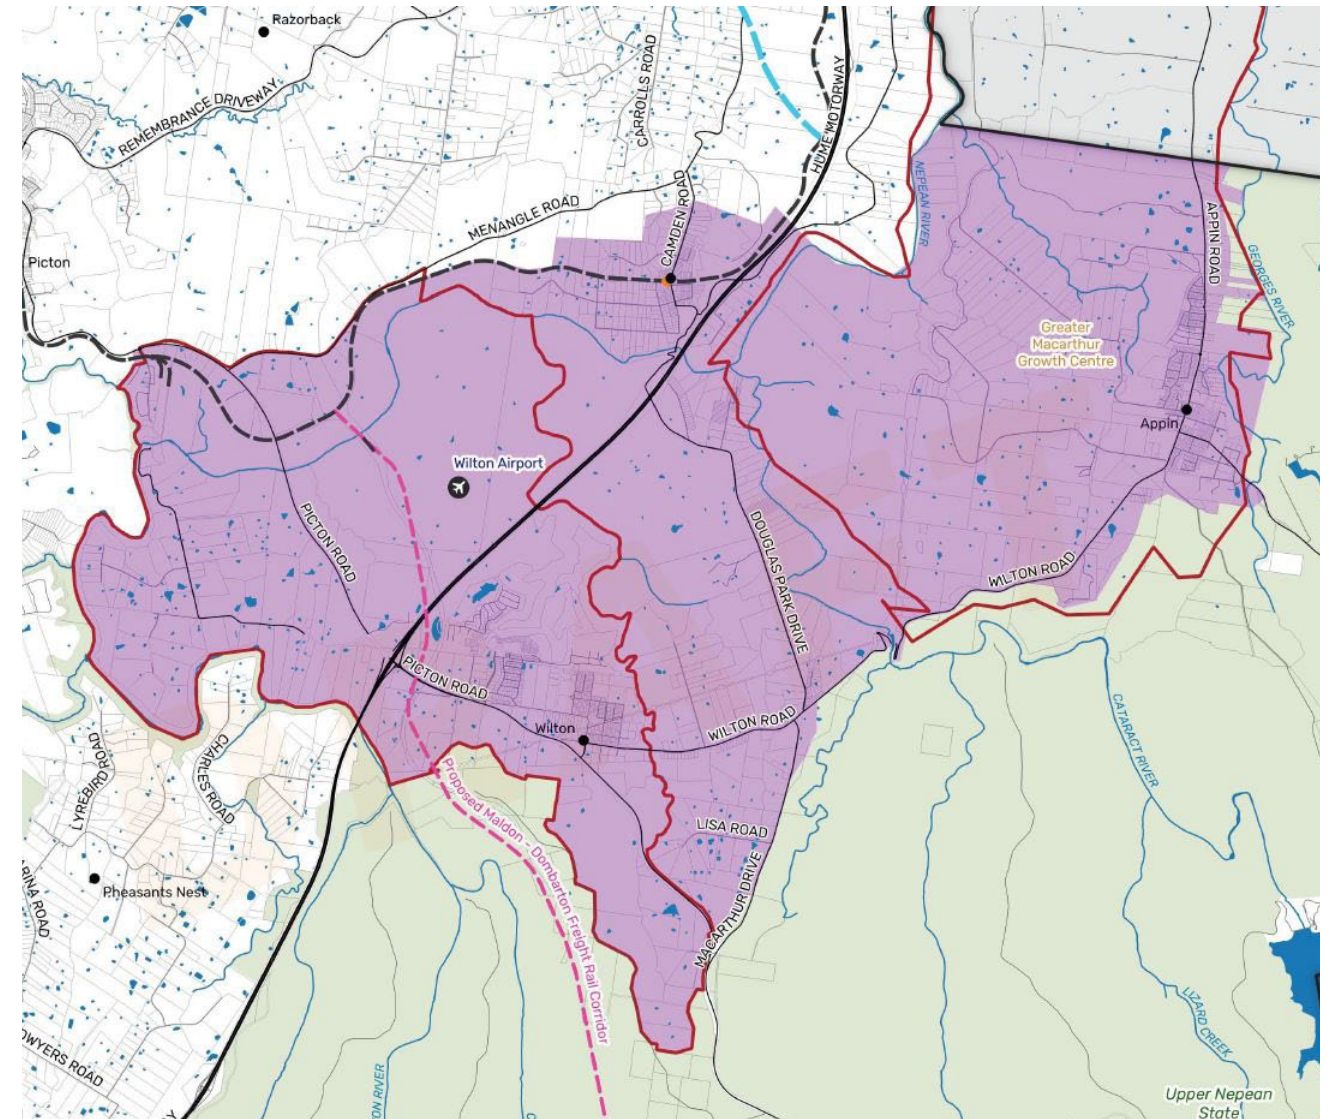 Razorback
REMEMBRANCE DRIVEWAY
CARROLLS ROAD
HUME MOTORWAY
MENANGLE ROAD
CAMDEN ROAD
NEPEAN RIVER
APPIN ROAD
GEORGES RIVER
Picton
Greater
Macarthur
Growth Centre
Appin
Wilton Airport
PICTON ROAD
DOUGLAS PARK DRIVE
WILTON ROAD
PICTON ROAD
Wilton
WILTON ROAD
CATARACT RIVER
LYREBIRD ROAD
CHARLES ROAD
Proposed Maldon - Dombarton Freight Rail Corridor
LISA ROAD
MACARTHUR DRIVE
Pheasants Nest
ROAD
LIZARD CREEK
ROAD
RIVER
Upper Nepean
State